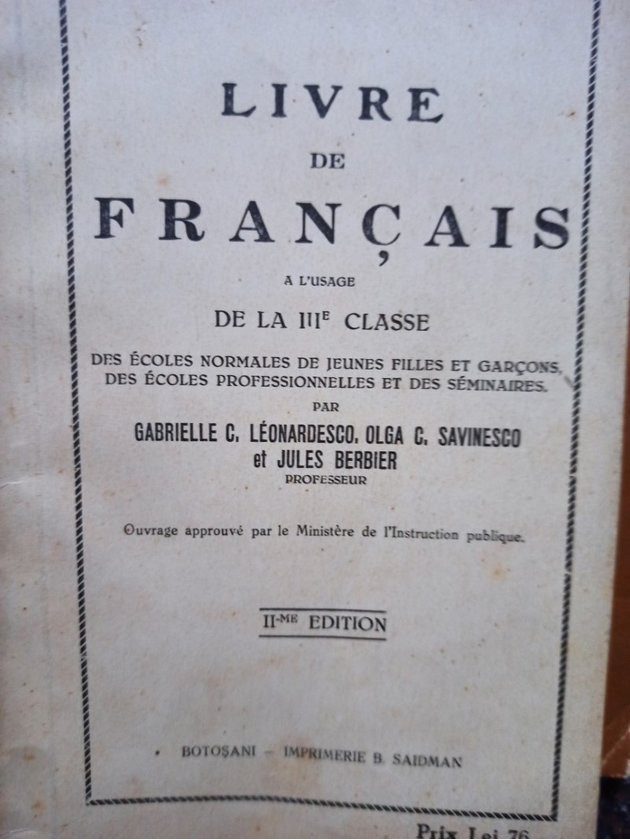 LIVRE
DE
FRANÇAIS
A L'USAGE
DE LA IIIE CLASSE
DES ÉCOLES NORMALES DE JEUNES FILLES ET GARÇONS,
DES ÉCOLES PROFESSIONNELLES ET DES SÉMINAIRES.
PAR
GABRIELLE C. LÉONARDESCO, OLGA C. SAVINESCO
et JULES BERBIER
PROFESSEUR
Ouvrage approuvé par le Ministère de l'Instruction publique.
II-ME EDITION
BOTOȘANI – IMPRIMERIE B. SAIDMAN
Prix Lei 76